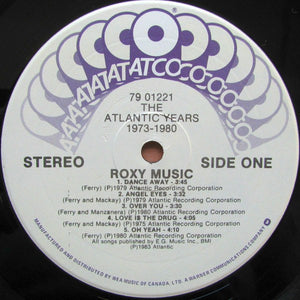 ATATATATATCOCOCOCOCO
79 01221
THE
ATLANTIC YEARS
1973-1980
STEREO
SIDE ONE
ROXY MUSIC
1. DANCE AWAY - 3:45
(Ferry) (P)1979 Atlantic Recording Corporation
2. ANGEL EYES - 3:32
(Ferry and Mackay) (P)1979 Atlantic Recording Corporation
3. OVER YOU - 3:30
(Ferry and Manzanera) (P)1980 Atlantic Recording Corporation
4. LOVE IS THE DRUG - 4:05
(Ferry and Mackay) (P)1975 Atlantic Recording Corporation
5. OH YEAH - 4:10
(Ferry) (P)1980 Atlantic Recording Corporation
All songs published by E.G. Music Inc., BMI
(P)1983 Atlantic
MANUFACTURED AND DISTRIBUTED BY WEA MUSIC OF CANADA, LTD. A WARNER COMMUNICATIONS COMPANY